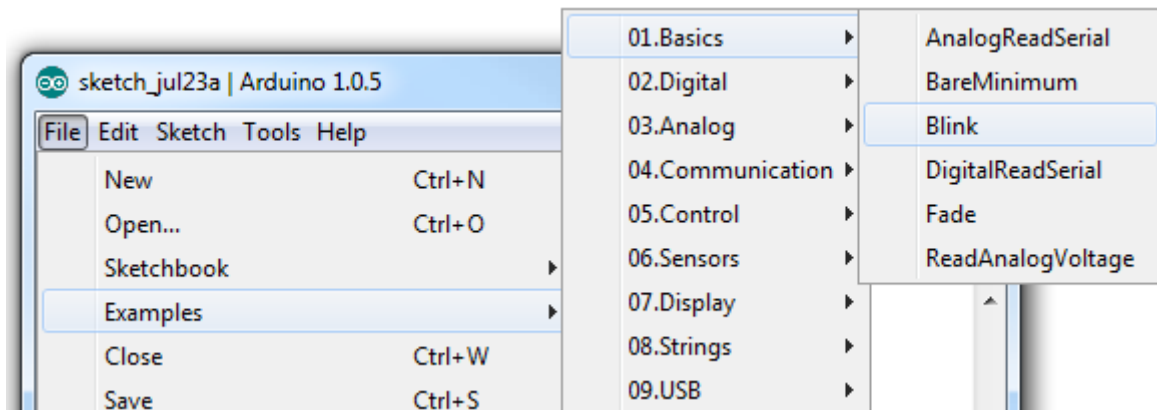 sketch_jul23a | Arduino 1.0.5
File Edit Sketch Tools Help
New Ctrl+N
Open... Ctrl+O
Sketchbook
Examples
Close Ctrl+W
Save Ctrl+S
01.Basics
02.Digital
03.Analog
04.Communication
05.Control
06.Sensors
07.Display
08.Strings
09.USB
AnalogReadSerial
BareMinimum
Blink
DigitalReadSerial
Fade
ReadAnalogVoltage